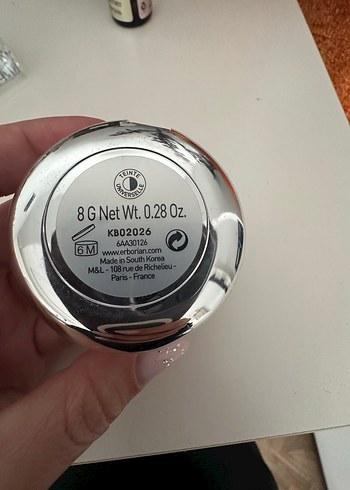 TEINTE
UNIVERSELLE
8 G Net Wt. 0.28 Oz.
KB02026
6M
6AA30126
www.erborian.com
Made in South Korea
M&L - 108 rue de Richelieu -
Paris - France